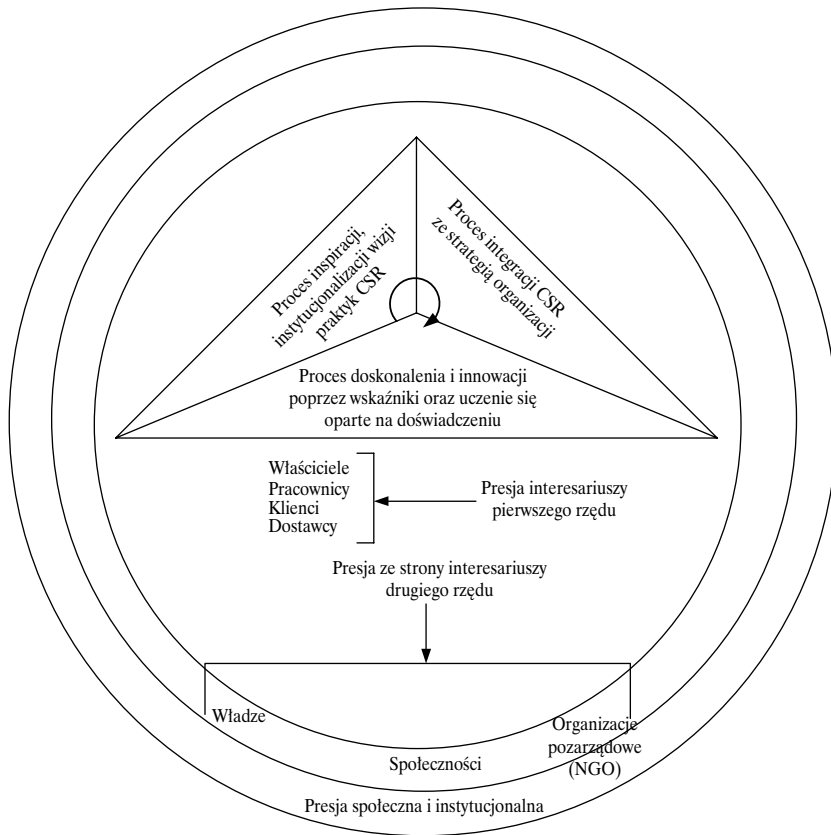 Proces inspiracji,
instytucjonalizacji wizji
praktyk CSR
Proces integracji CSR
ze strategią organizacji
Proces doskonalenia i innowacji
poprzez wskaźniki oraz uczenie się
oparte na doświadczeniu
Właściciele
Pracownicy
Klienci
Dostawcy
Presja interesariuszy
pierwszego rzędu
Presja ze strony interesariuszy
drugiego rzędu
Władze
Organizacje
pozarządowe
(NGO)
Społeczności
Presja społeczna i instytucjonalna